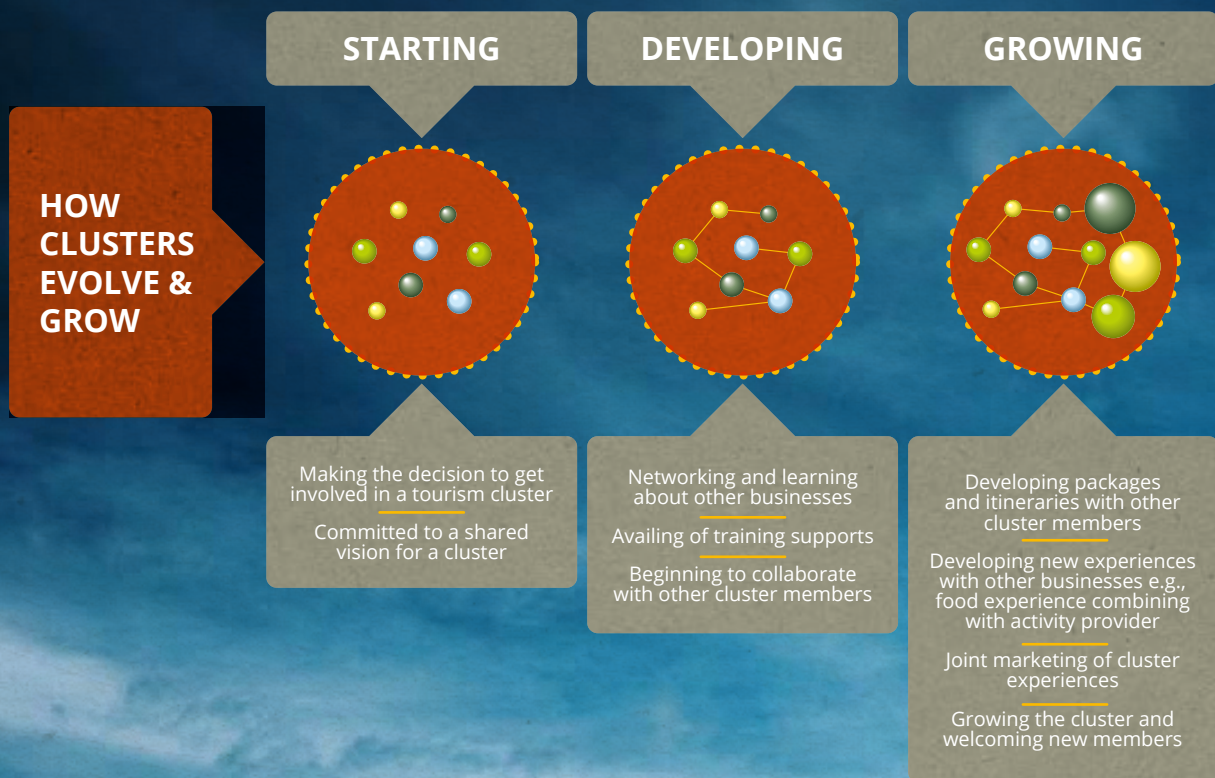 STARTING
DEVELOPING
GROWING
HOW
CLUSTERS
EVOLVE &
GROW
Making the decision to get
involved in a tourism cluster
Committed to a shared
vision for a cluster
Networking and learning
about other businesses
Availing of training supports
Beginning to collaborate
with other cluster members
Developing packages
and itineraries with other
cluster members
Developing new experiences
with other businesses e.g.,
food experience combining
with activity provider
Joint marketing of cluster
experiences
Growing the cluster and
welcoming new members